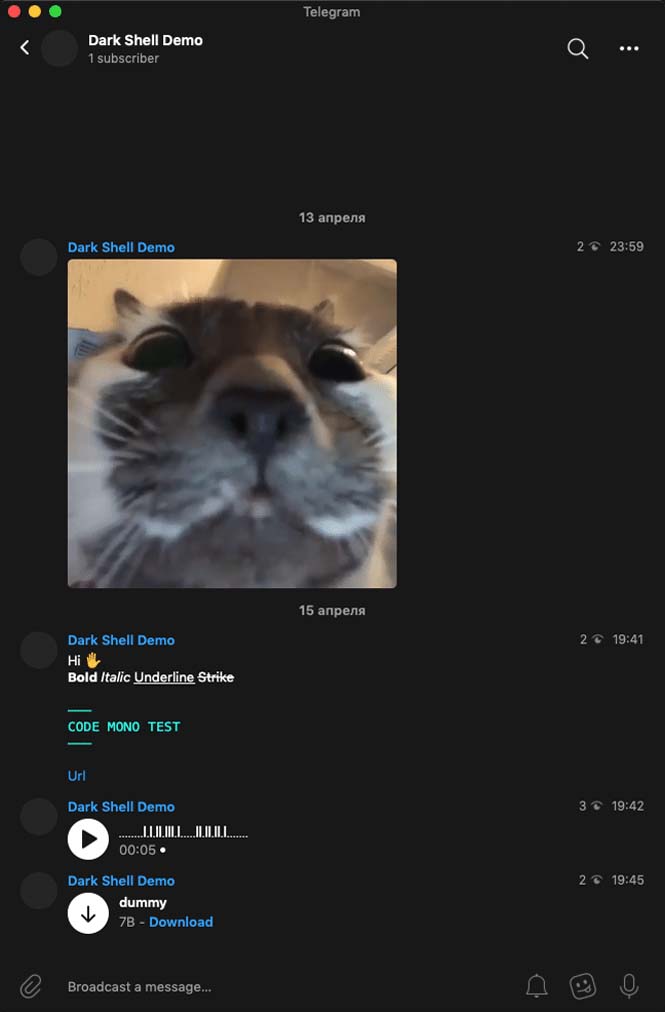 Telegram
Dark Shell Demo
1 subscriber
13 апреля
Dark Shell Demo
2 23:59
15 апреля
Dark Shell Demo
2 19:41
Hi 🖐
Bold Italic Underline Strike
CODE MONO TEST
Url
Dark Shell Demo
3 19:42
00:05
Dark Shell Demo
2 19:45
dummy
7B - Download
Broadcast a message...